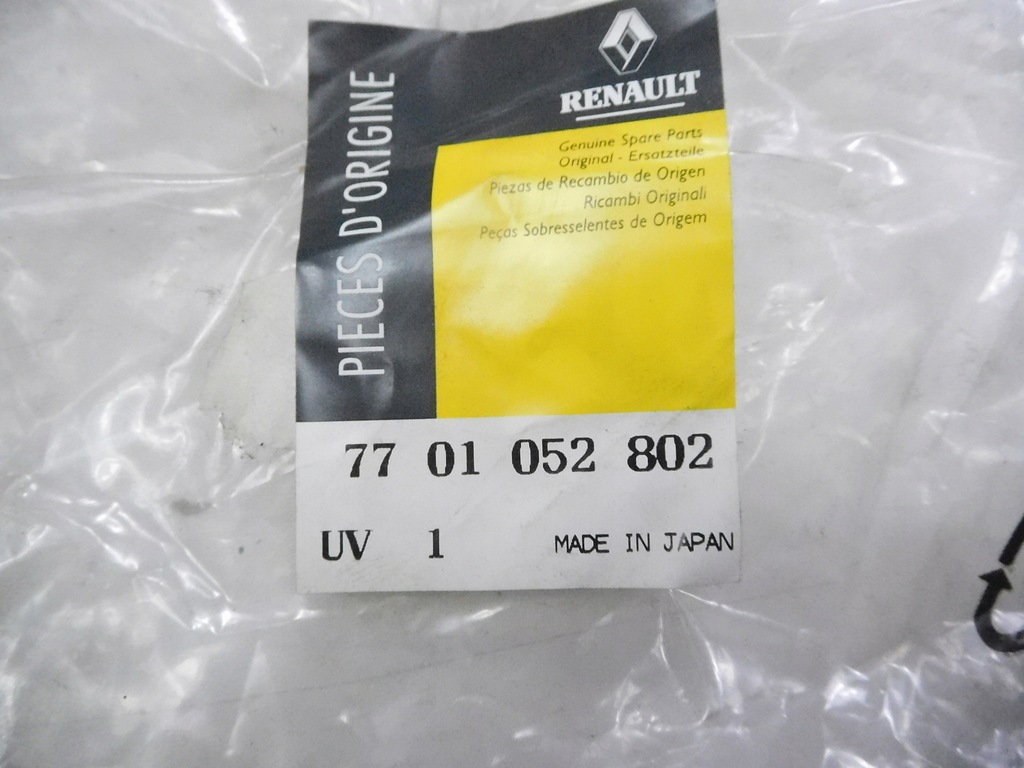 PIECES D'ORIGINE
RENAULT
Genuine Spare Parts
Original - Ersatzteile
Piezas de Recambio de Origen
Ricambi Originali
Peças Sobresselentes de Origem
77 01 052 802
UV 1 MADE IN JAPAN